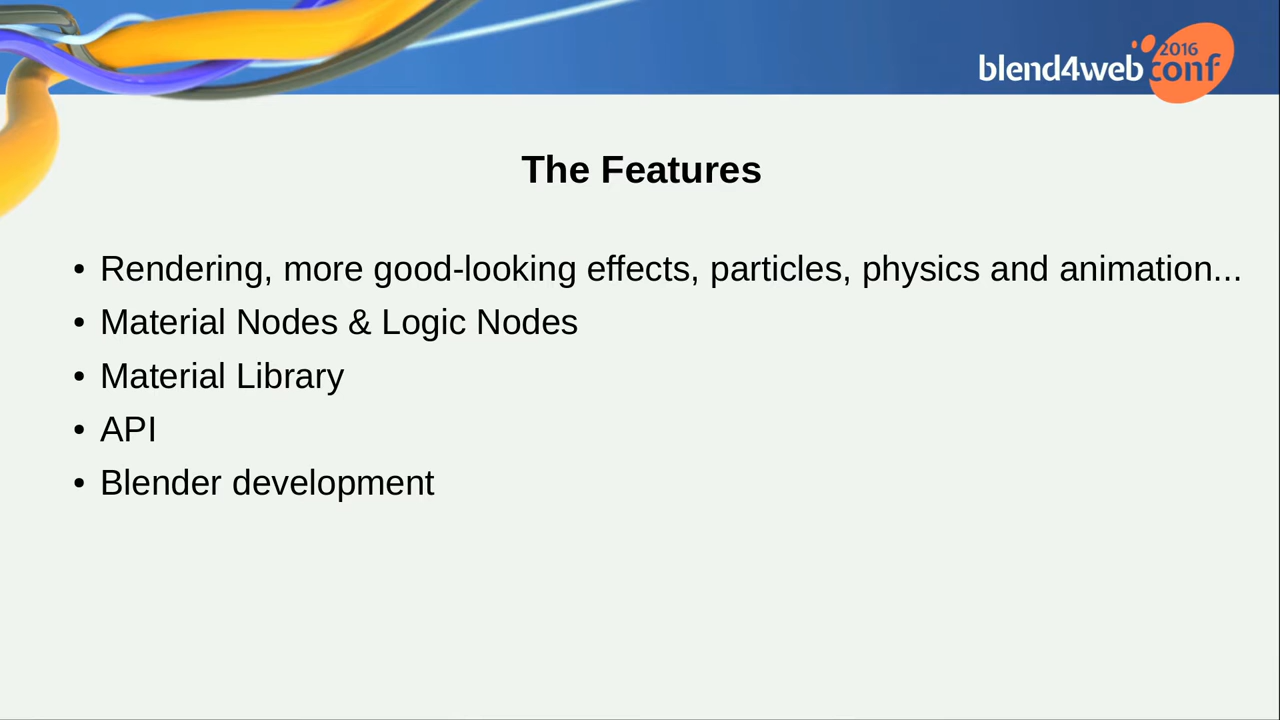 2016
blend4web conf
The Features
• Rendering, more good-looking effects, particles, physics and animation...
• Material Nodes & Logic Nodes
• Material Library
• API
• Blender development